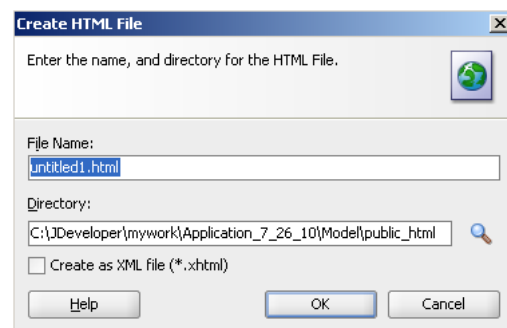 Create HTML File
Enter the name, and directory for the HTML File.
File Name:
untitled1.html
Directory:
C:\JDeveloper\mywork\Application_7_26_10\Model\public_html
Create as XML file (*.xhtml)
Help
OK
Cancel